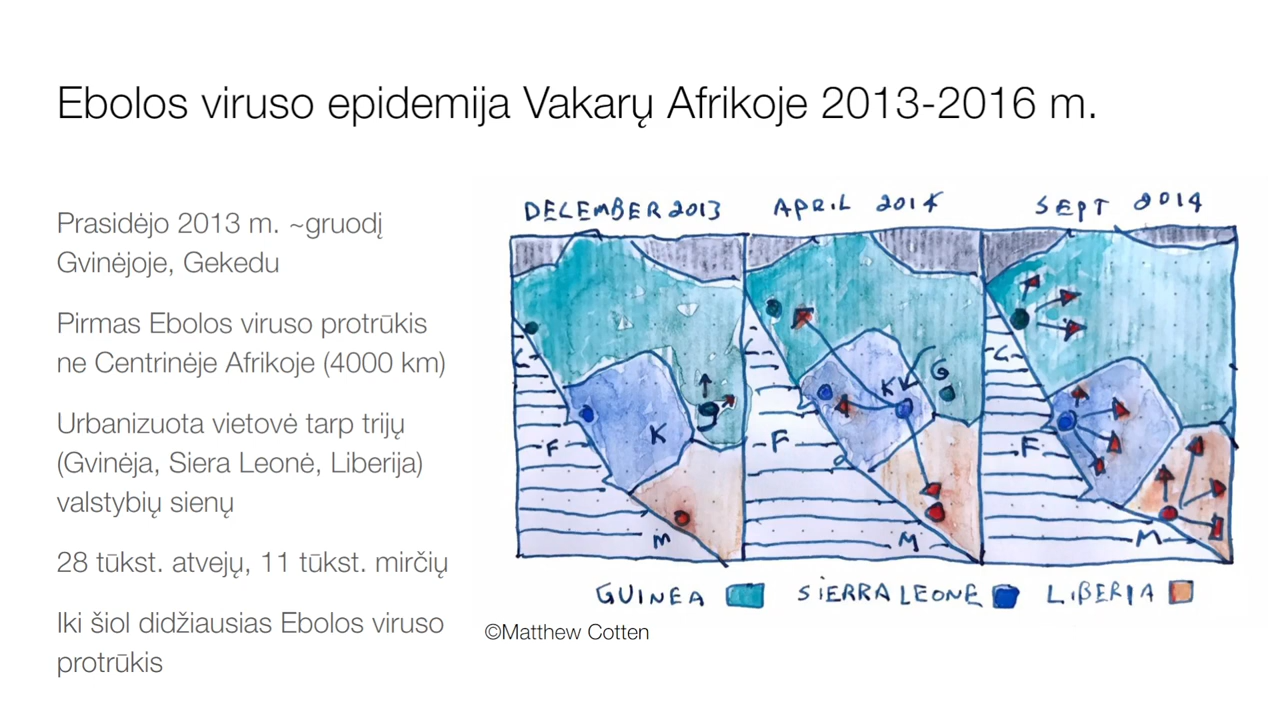 Ebolos viruso epidemija Vakarų Afrikoje 2013-2016 m.
Prasidėjo 2013 m. ~gruodį
Gvinėjoje, Gekedu
Pirmas Ebolos viruso protrūkis
ne Centrinėje Afrikoje (4000 km)
Urbanizuota vietovė tarp trijų
(Gvinėja, Siera Leonė, Liberija)
valstybių sienų
28 tūkst. atvejų, 11 tūkst. mirčių
Iki šiol didžiausias Ebolos viruso
protrūkis
DECEMBER 2013 APRIL 2014 SEPT 2014
C
F
K
M
K
G
F
M
C
F
M
GUINEA SIERRA LEONE LIBERIA
©Matthew Cotten